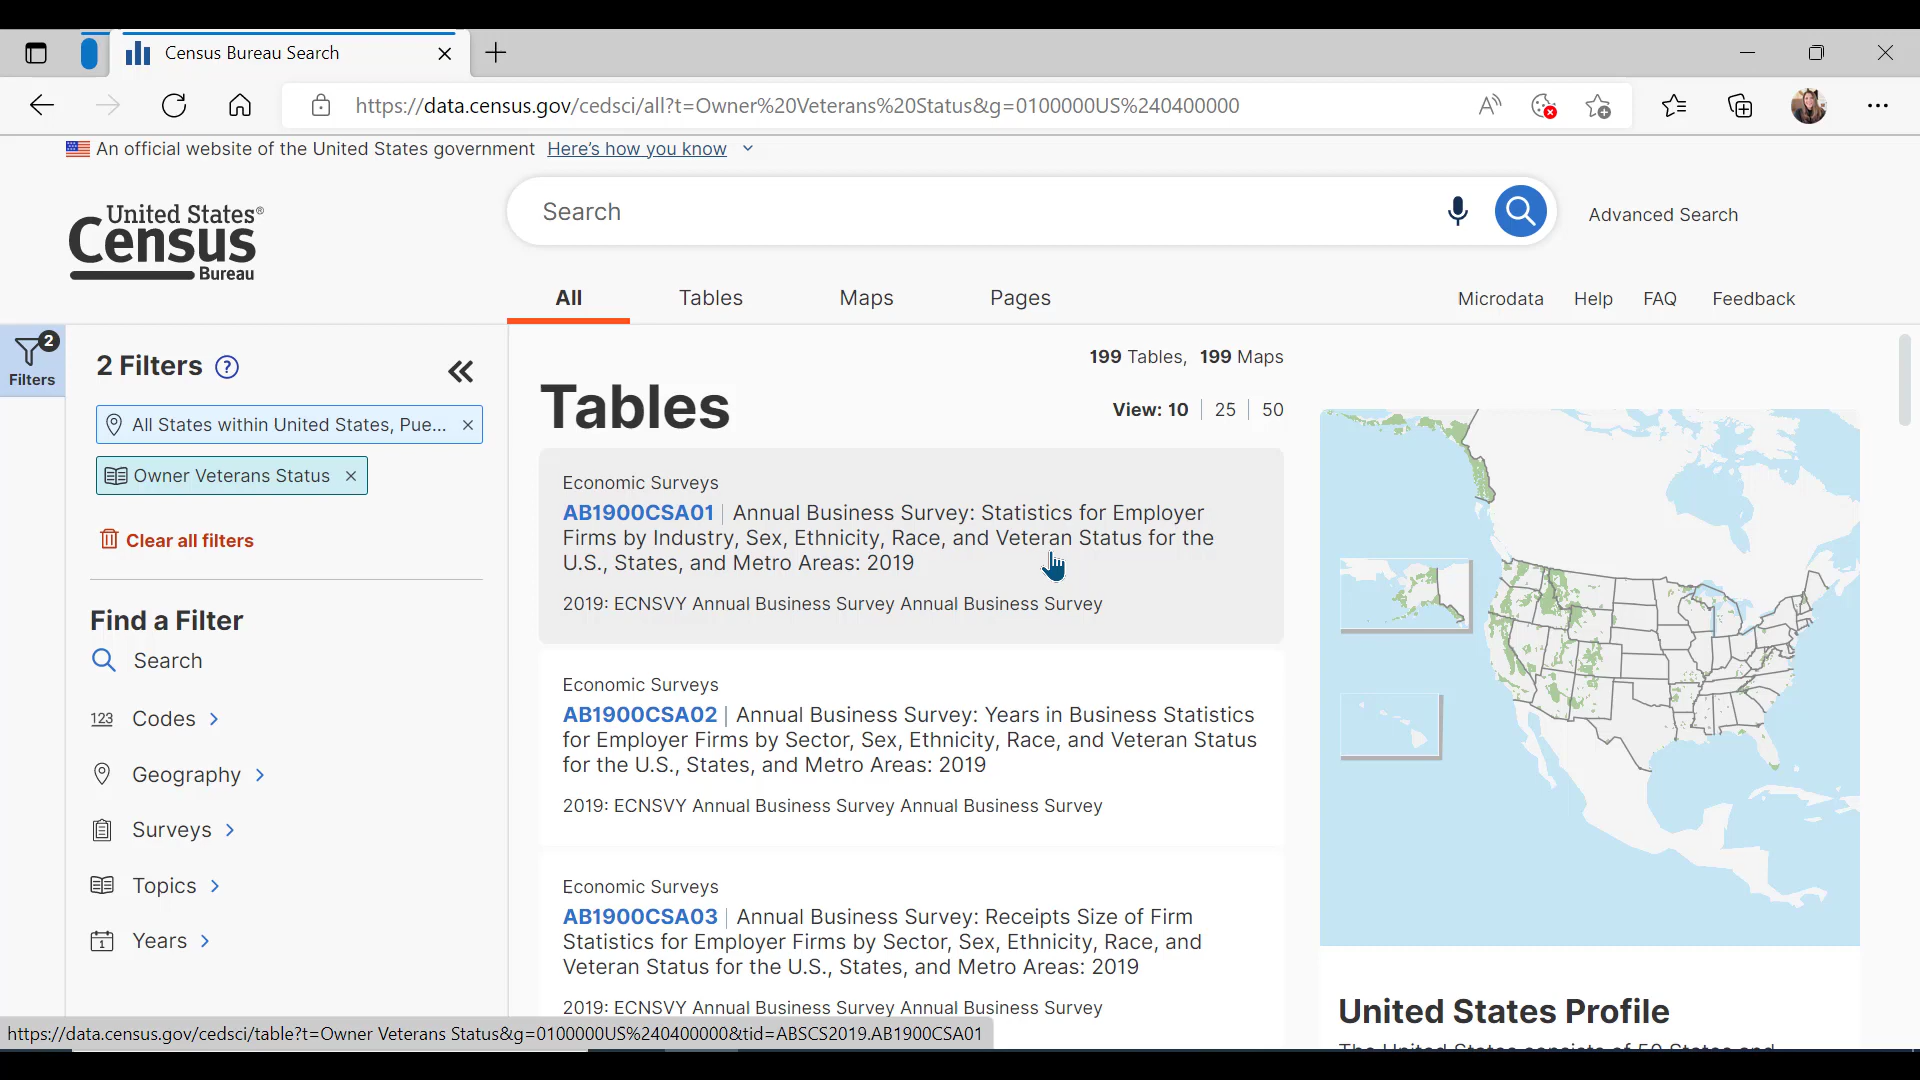 Census Bureau Search
https://data.census.gov/cedsci/all?t=Owner%20Veterans%20Status&g=0100000US%240400000
An official website of the United States government Here's how you know
United States®
Census
Bureau
Search
Advanced Search
All
Tables
Maps
Pages
Microdata
Help
FAQ
Feedback
2
Filters
2 Filters ?
All States within United States, Pue...
Owner Veterans Status
Clear all filters
Find a Filter
Search
123 Codes
Geography
Surveys
Topics
1 Years
199 Tables, 199 Maps
Tables
View: 10 | 25 | 50
Economic Surveys
AB1900CSA01 | Annual Business Survey: Statistics for Employer
Firms by Industry, Sex, Ethnicity, Race, and Veteran Status for the
U.S., States, and Metro Areas: 2019
2019: ECNSVY Annual Business Survey Annual Business Survey
Economic Surveys
AB1900CSA02 | Annual Business Survey: Years in Business Statistics
for Employer Firms by Sector, Sex, Ethnicity, Race, and Veteran Status
for the U.S., States, and Metro Areas: 2019
2019: ECNSVY Annual Business Survey Annual Business Survey
Economic Surveys
AB1900CSA03 | Annual Business Survey: Receipts Size of Firm
Statistics for Employer Firms by Sector, Sex, Ethnicity, Race, and
Veteran Status for the U.S., States, and Metro Areas: 2019
2019: ECNSVY Annual Business Survey Annual Business Survey
United States Profile
The United States consists of 50 States and
https://data.census.gov/cedsci/table?t=Owner Veterans Status&g=0100000US%240400000&tid=ABSCS2019.AB1900CSA01